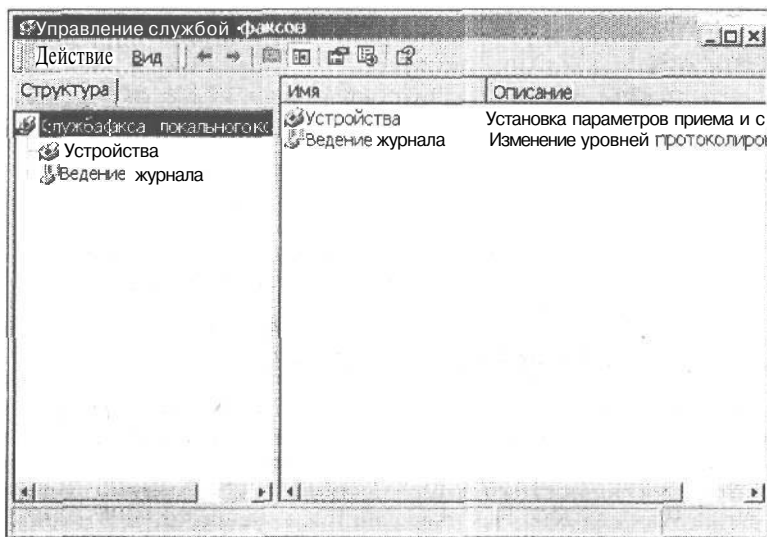 Управление службой факсов
Действие Вид
Структура
Имя Описание
Служба факса локального ко
Устройства
Ведение журнала
Устройства Установка параметров приема и с
Ведение журнала Изменение уровней протоколиро